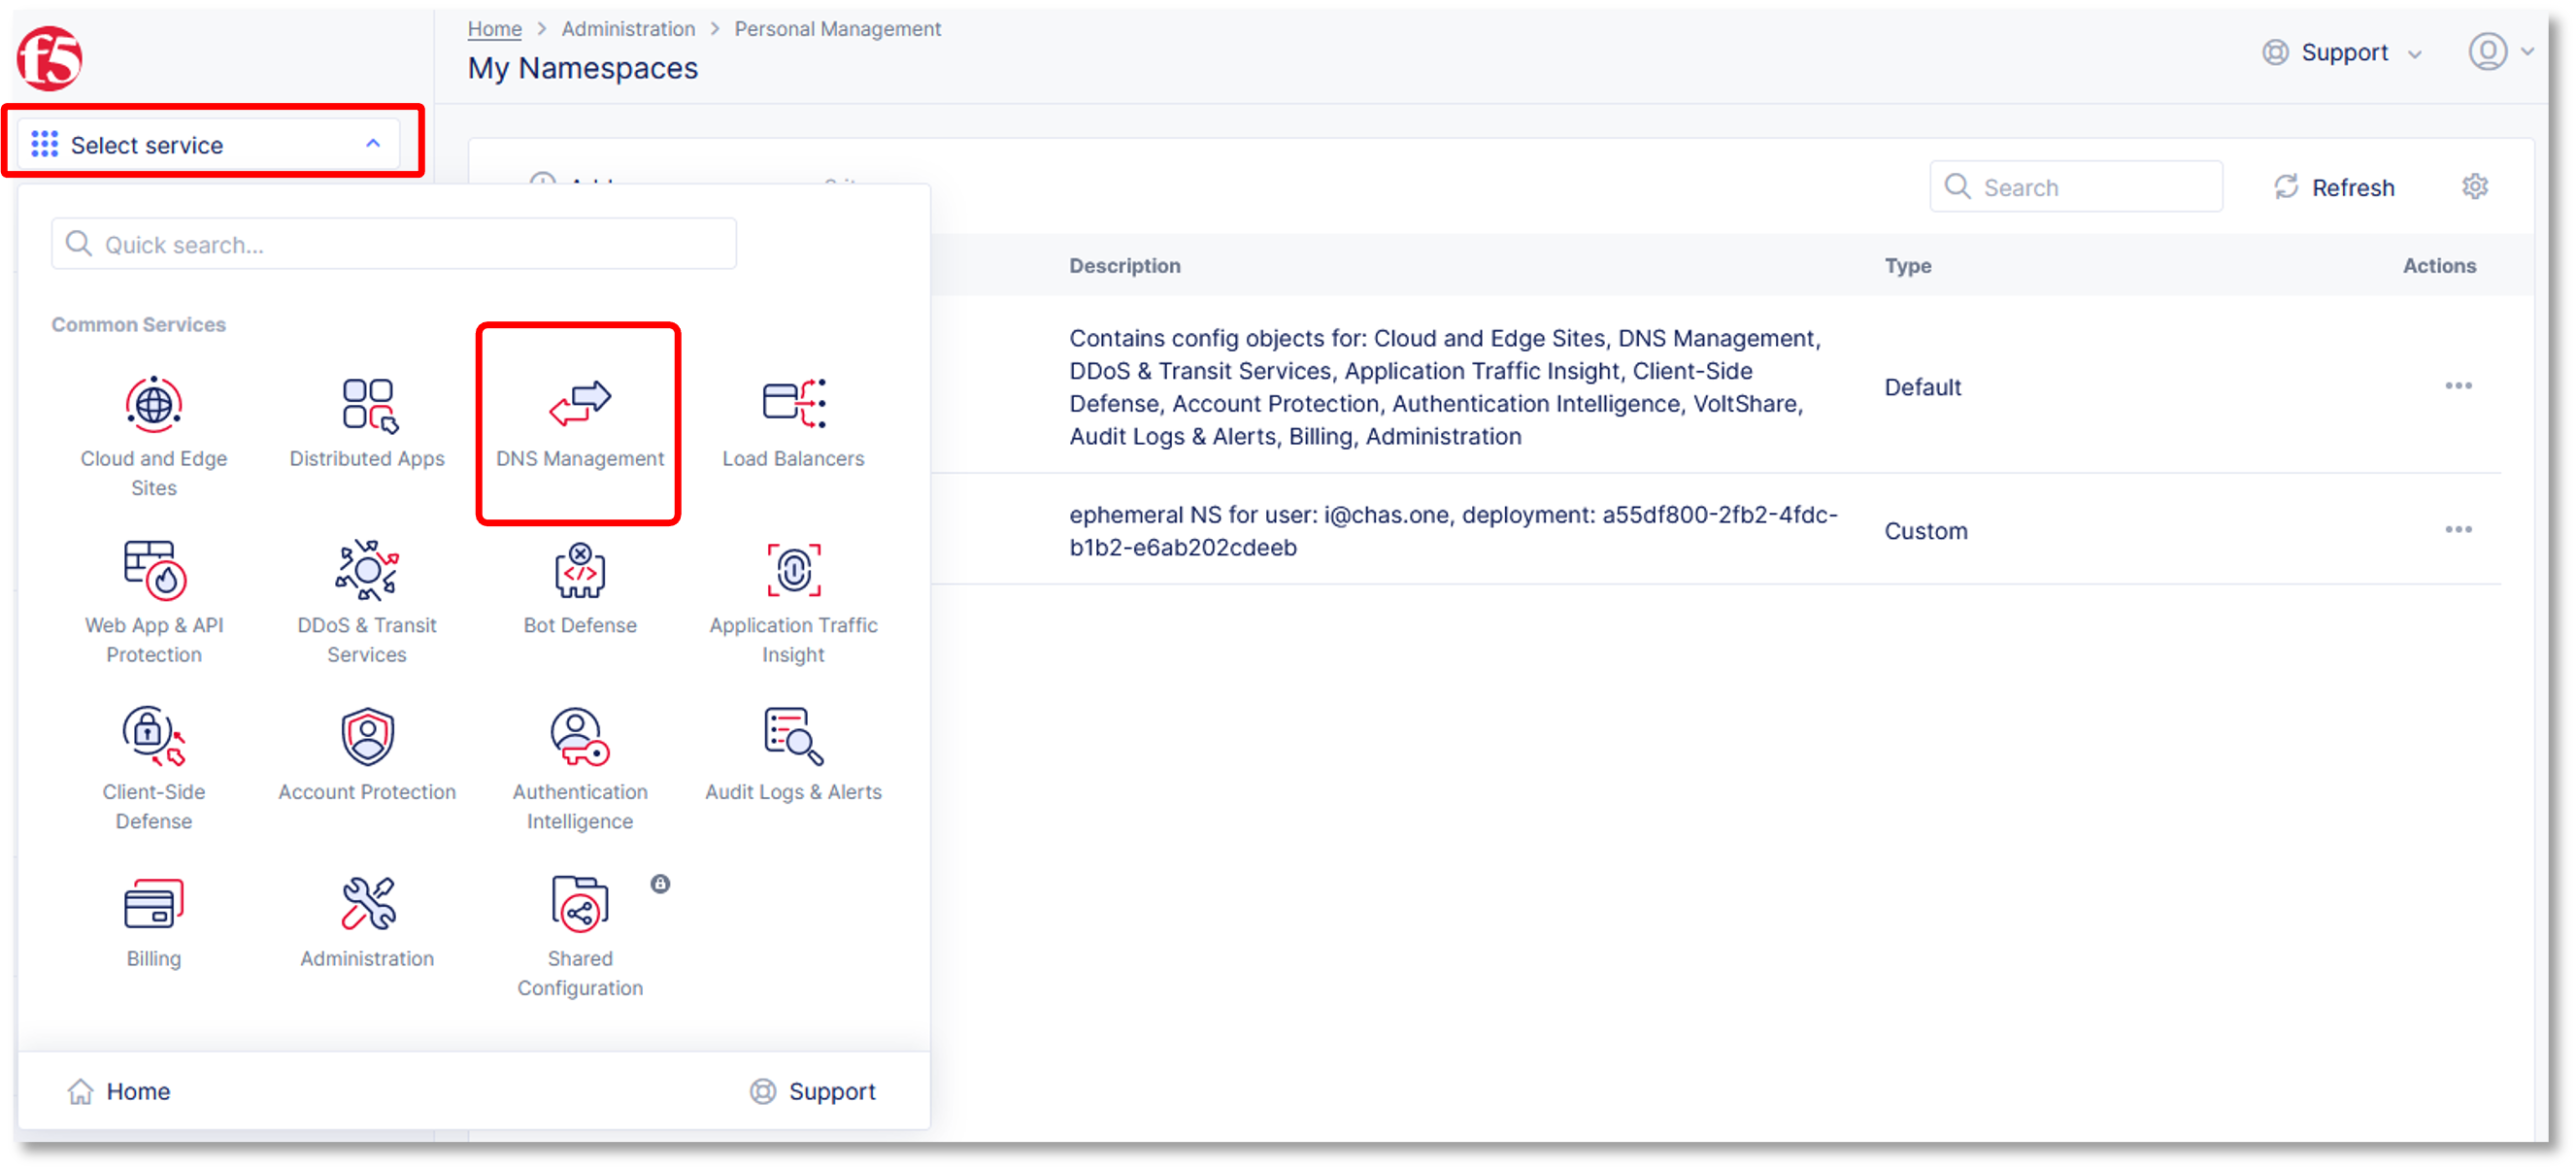 f5
Home > Administration > Personal Management
My Namespaces
Support
Select service
Search
Refresh
Quick search...
Description Type Actions
Common Services
Cloud and Edge
Sites
Distributed Apps
DNS Management
Load Balancers
Web App & API
Protection
DDoS & Transit
Services
Bot Defense
Application Traffic
Insight
Client-Side
Defense
Account Protection
Authentication
Intelligence
Audit Logs & Alerts
Billing
Administration
Shared
Configuration
Home
Support
Contains config objects for: Cloud and Edge Sites, DNS Management,
DDoS & Transit Services, Application Traffic Insight, Client-Side
Defense, Account Protection, Authentication Intelligence, VoltShare,
Audit Logs & Alerts, Billing, Administration
Default
ephemeral NS for user: i@chas.one, deployment: a55df800-2fb2-4fdc-
b1b2-e6ab202cdeeb
Custom